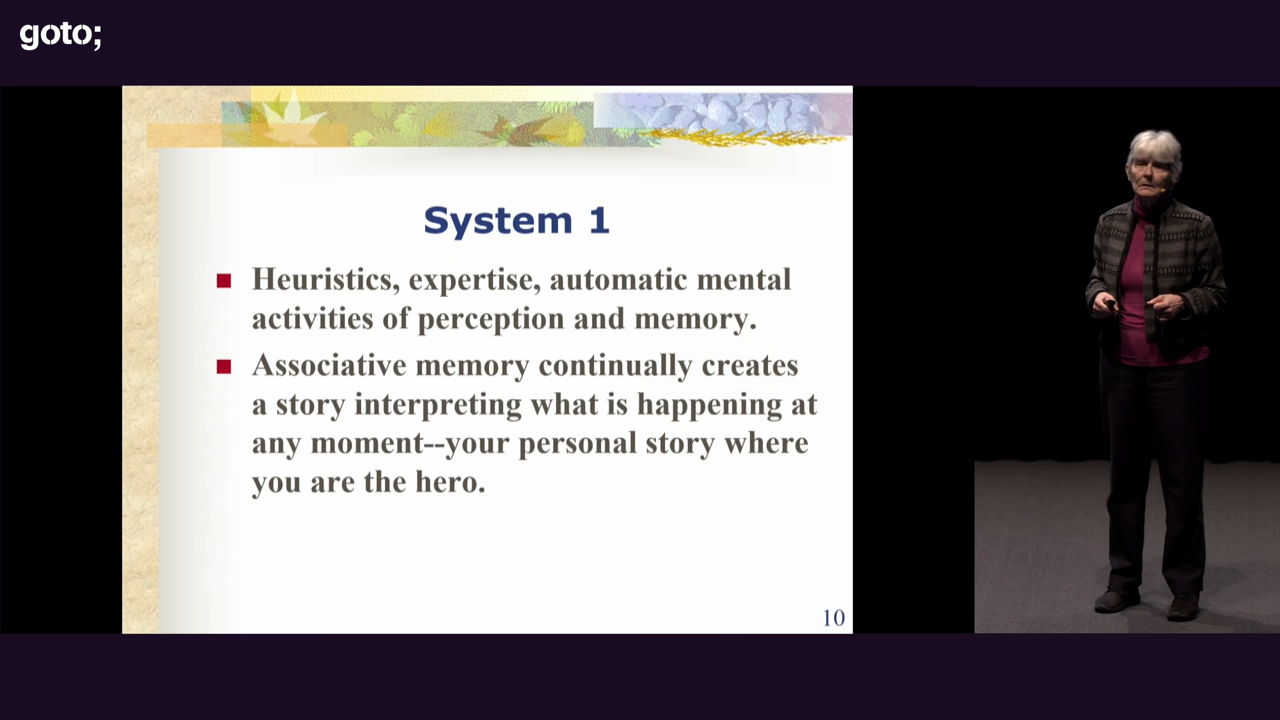 goto;
System 1
Heuristics, expertise, automatic mental
activities of perception and memory.
Associative memory continually creates
a story interpreting what is happening at
any moment--your personal story where
you are the hero.
10